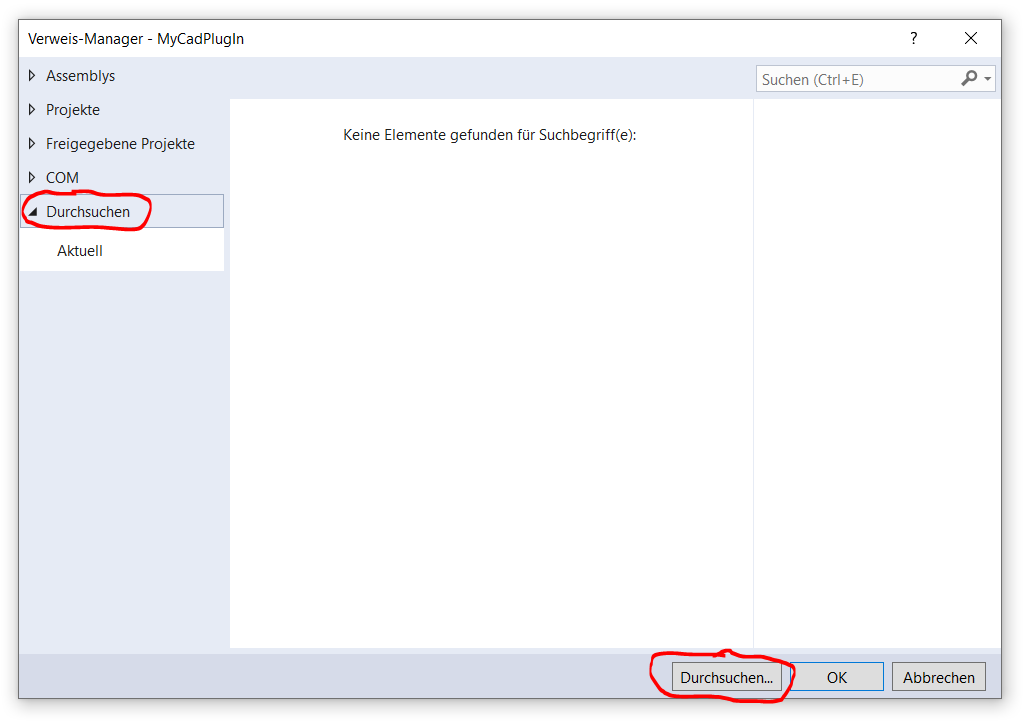 Verweis-Manager - MyCadPlugIn
?
Assemblys
Suchen (Ctrl+E)
Projekte
Keine Elemente gefunden für Suchbegriff(e):
Freigegebene Projekte
COM
Durchsuchen
Aktuell
Durchsuchen... OK Abbrechen